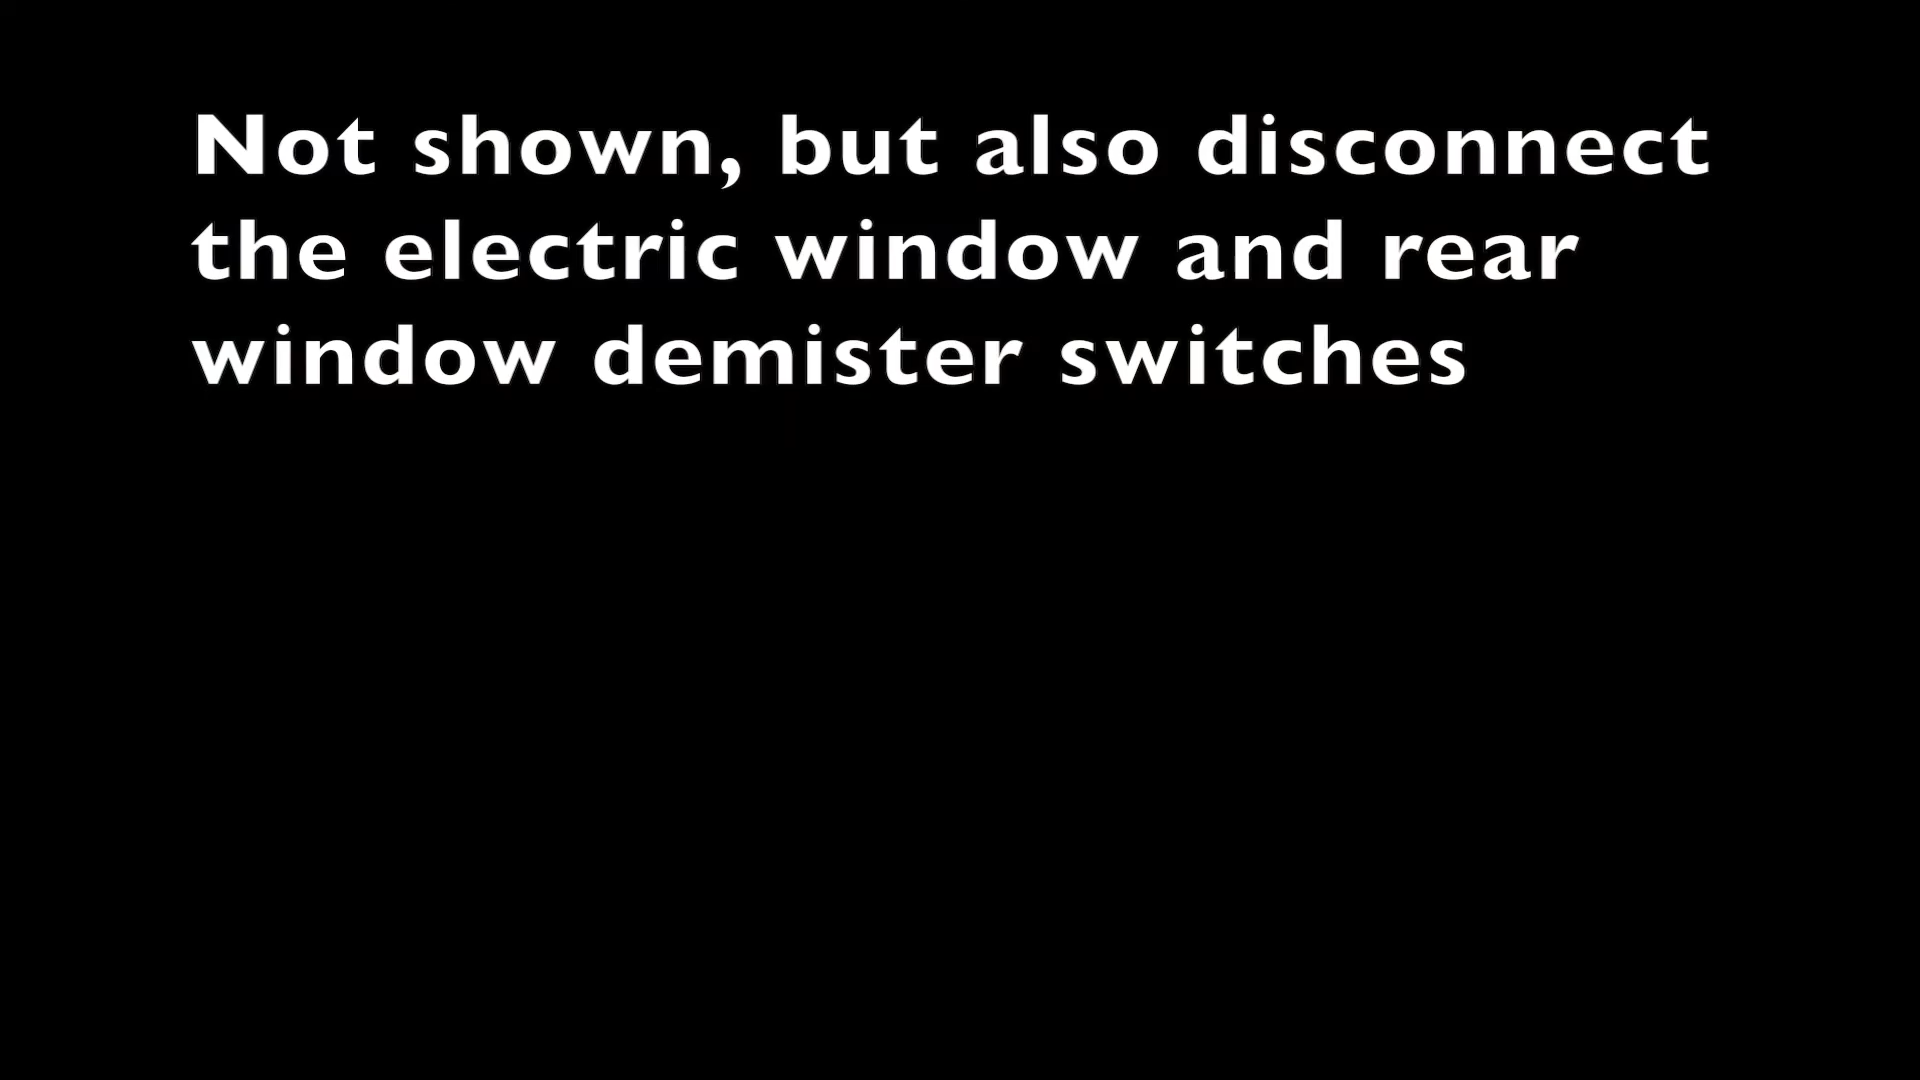 Not shown, but also disconnect
the electric window and rear
window demister switches